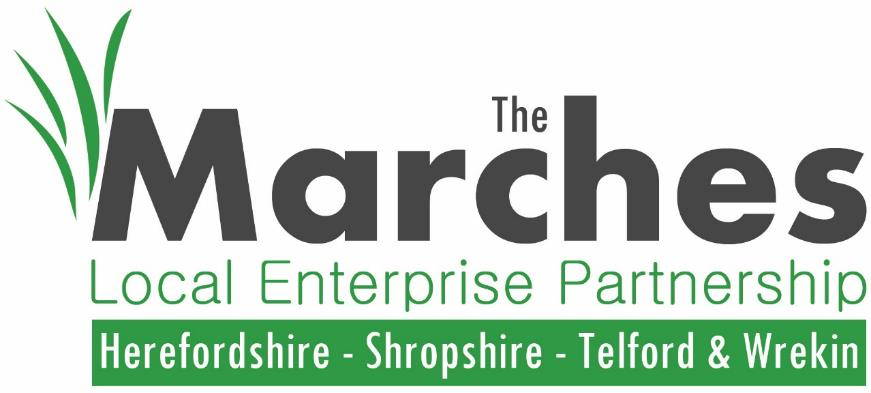 The
Marches
Local Enterprise Partnership
Herefordshire - Shropshire - Telford & Wrekin